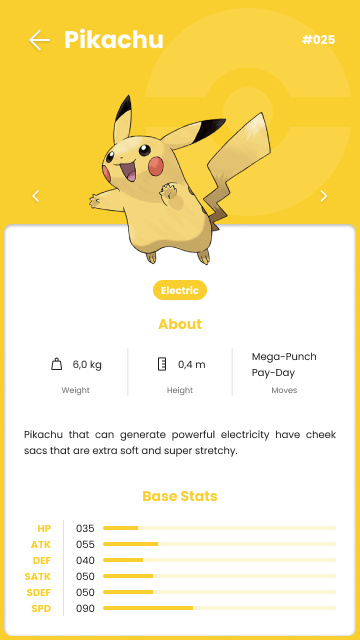 Pikachu
#025
Electric
About
6,0 kg
0,4 m
Mega-Punch
Pay-Day
Weight
Height
Moves
Pikachu that can generate powerful electricity have cheek
sacs that are extra soft and super stretchy.
Base Stats
HP 035
ATK 055
DEF 040
SATK 050
SDEF 050
SPD 090